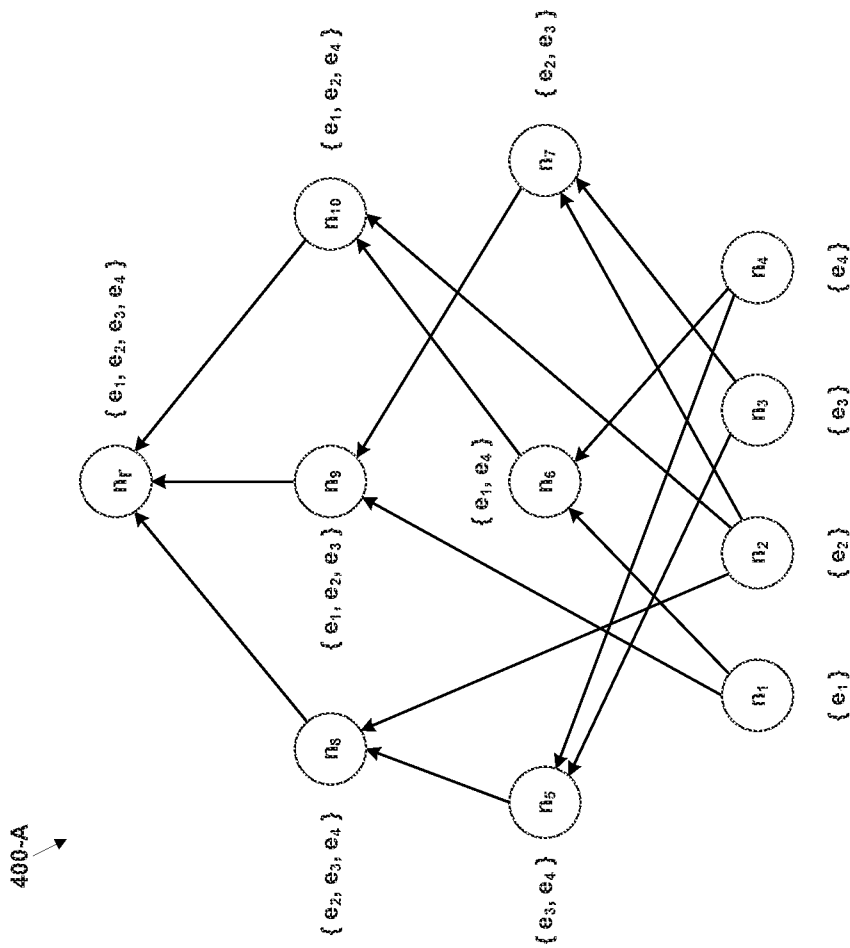 400-A
{ e₁, e₂, e₃, e₄ }
nᵣ
{ e₂, e₃, e₄ }
n₈
{ e₁, e₂, e₃ }
n₉
n₁₀
{ e₁, e₂, e₄ }
{ e₃, e₄ }
n₅
{ e₁, e₄ }
n₆
n₇
{ e₂, e₃ }
n₁
n₂
n₃
n₄
{ e₁ }
{ e₂ }
{ e₃ }
{ e₄ }